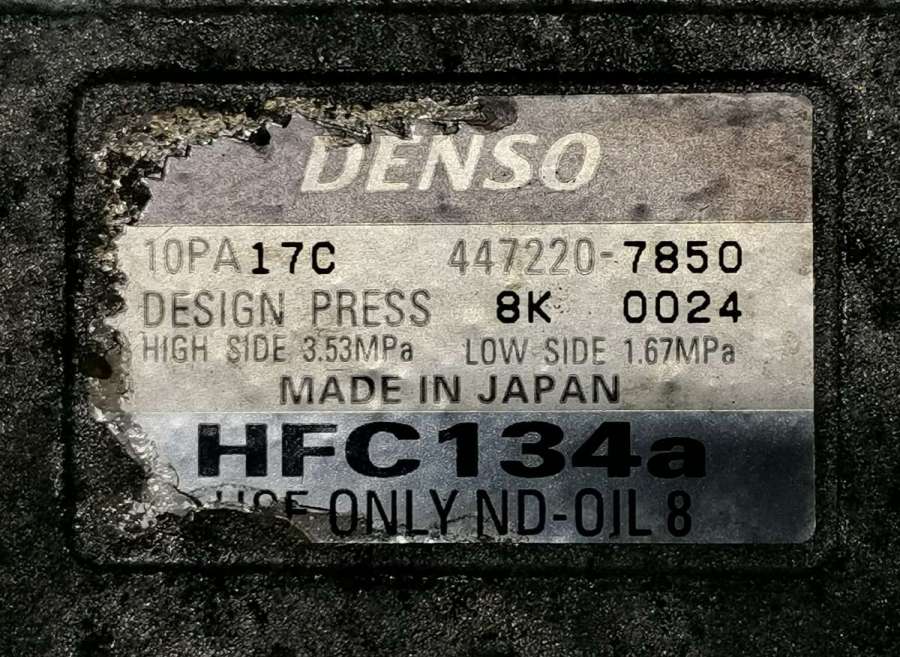 DENSO
10PA17C 447220-7850
DESIGN PRESS 8K 0024
HIGH SIDE 3.53MPa LOW SIDE 1.67MPa
MADE IN JAPAN
HFC134a
USE ONLY ND-OIL 8